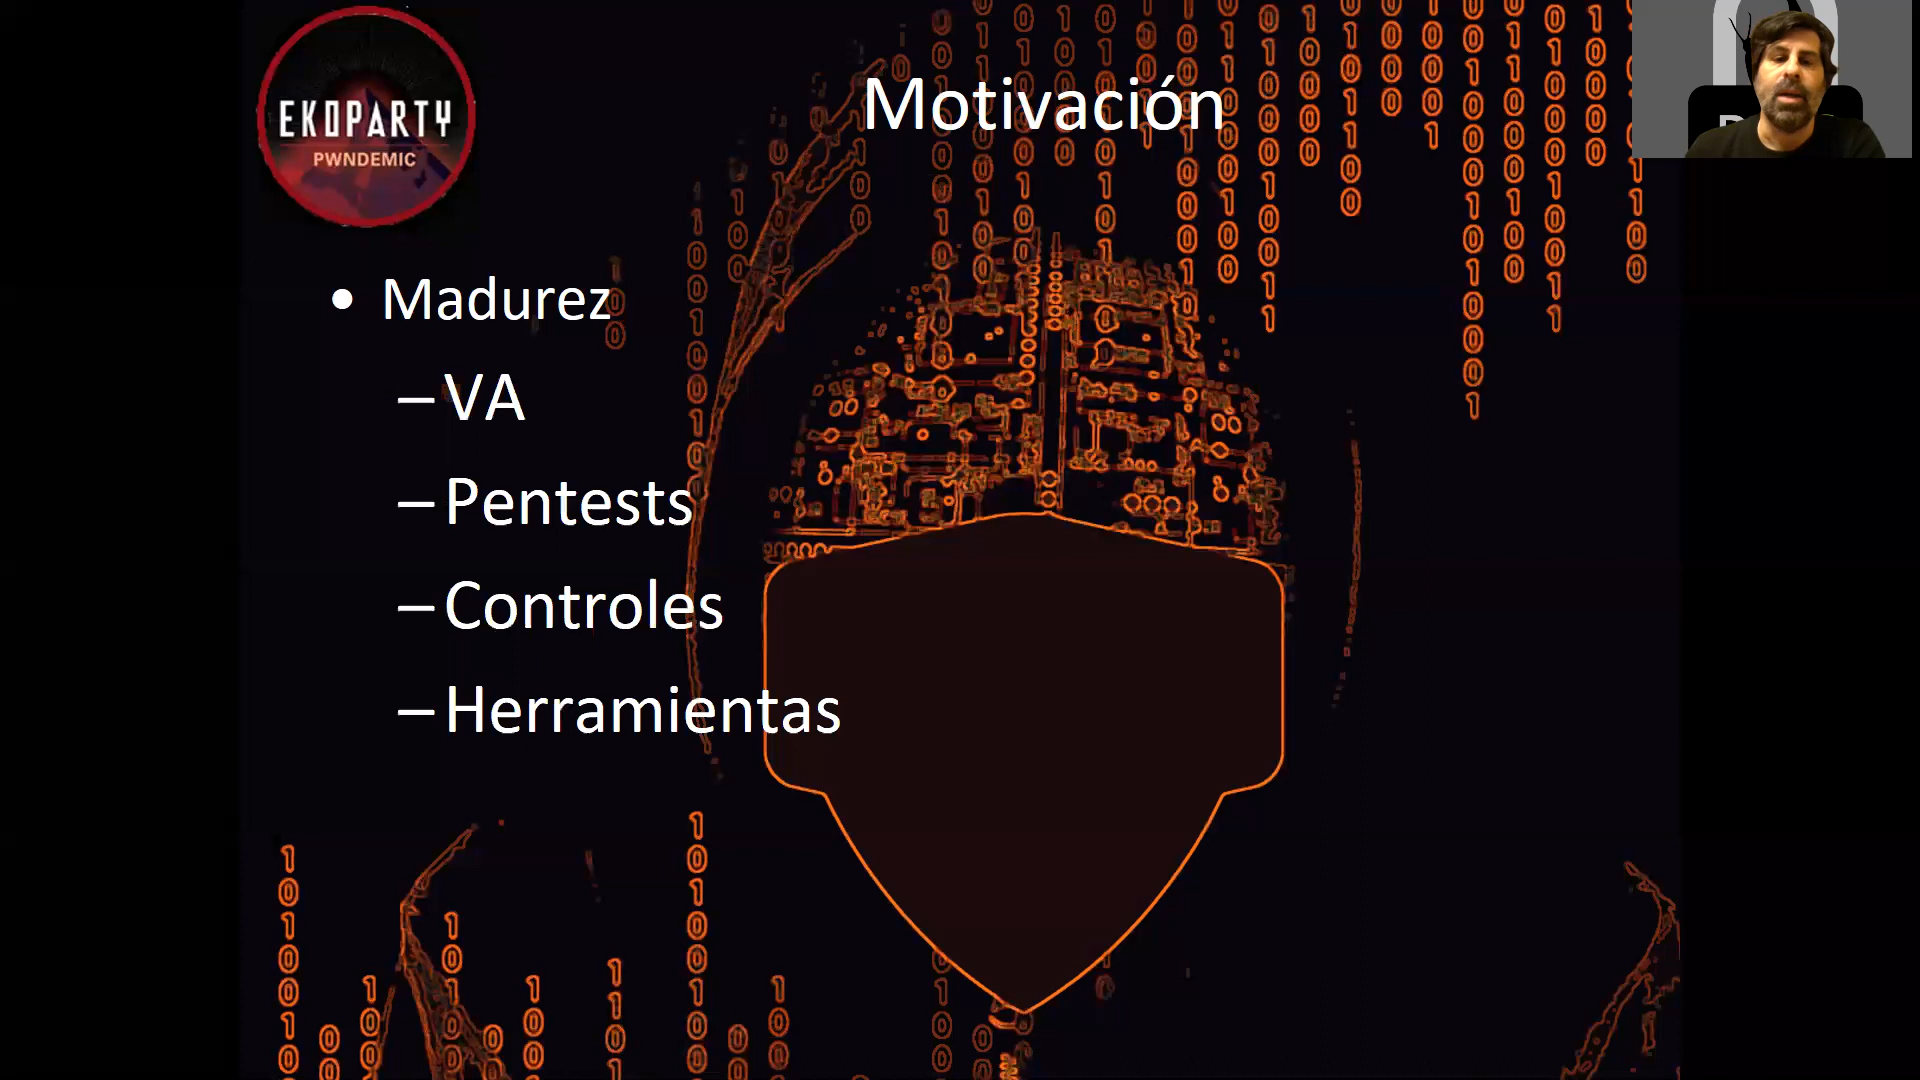 EKOPARTY
PWNDEMIC
Motivación
• Madurez
– VA
– Pentests
– Controles
– Herramientas